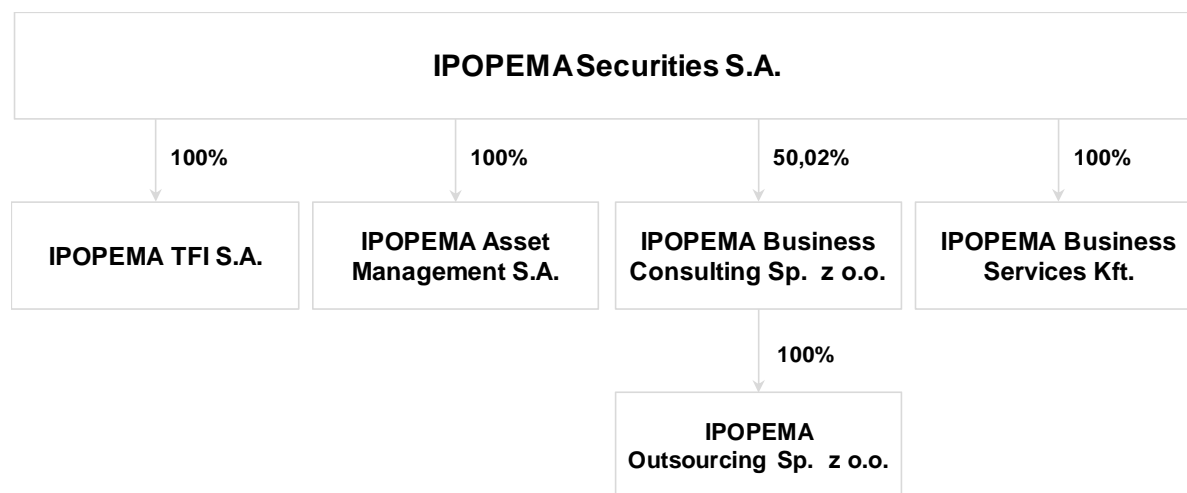 IPOPEMA Securities S.A.
100%
100%
50,02%
100%
IPOPEMA TFI S.A.
IPOPEMA Asset
Management S.A.
IPOPEMA Business
Consulting Sp. z o.o.
IPOPEMA Business
Services Kft.
100%
IPOPEMA
Outsourcing Sp. z o.o.